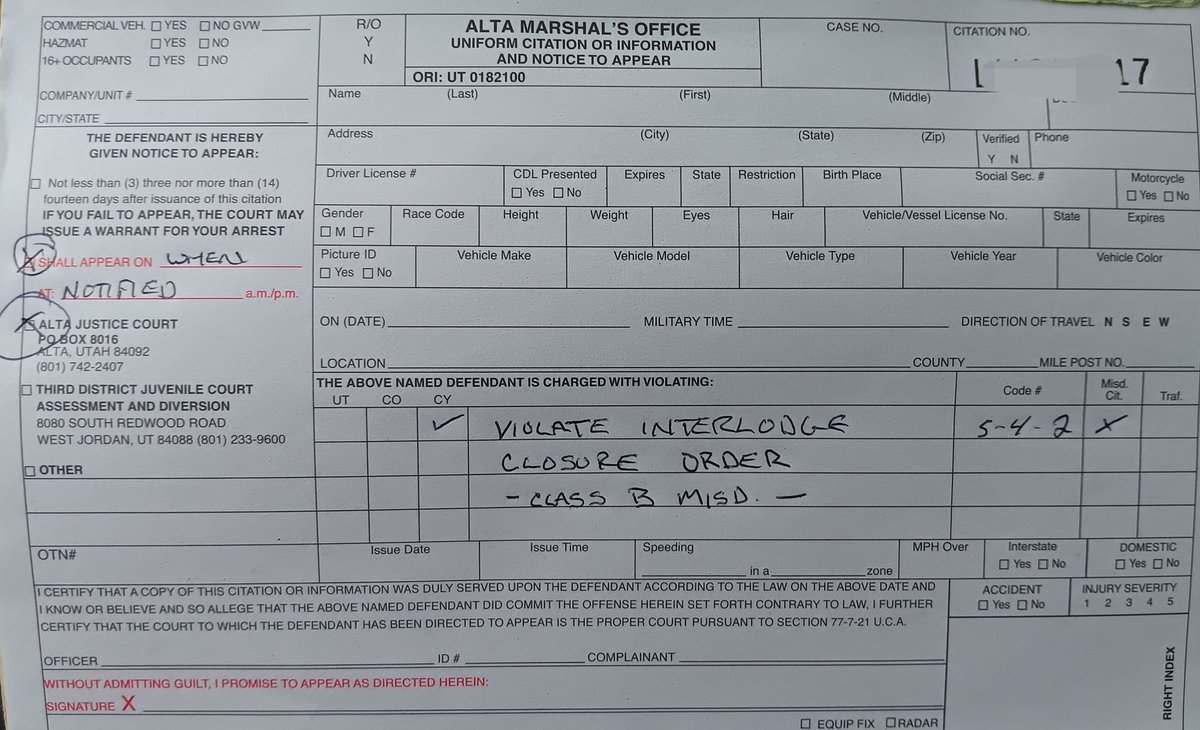 COMMERCIAL VEH. ☐ YES ☐ NO GVW
HAZMAT ☐ YES ☐ NO
16+ OCCUPANTS ☐ YES ☐ NO
COMPANY/UNIT #
CITY/STATE
R/O
Y
N
ALTA MARSHAL'S OFFICE
UNIFORM CITATION OR INFORMATION
AND NOTICE TO APPEAR
ORI: UT 0182100
CASE NO.
CITATION NO.
L 17
Name (Last) (First) (Middle)
Address (City) (State) (Zip) Verified Phone
Y N
Driver License # CDL Presented Expires State Restriction Birth Place Social Sec. # Motorcycle
☐ Yes ☐ No ☐ Yes ☐ No
Gender Race Code Height Weight Eyes Hair Vehicle/Vessel License No. State Expires
☐ M ☐ F
Picture ID Vehicle Make Vehicle Model Vehicle Type Vehicle Year Vehicle Color
☐ Yes ☐ No
THE DEFENDANT IS HEREBY
GIVEN NOTICE TO APPEAR:
☐ Not less than (3) three nor more than (14)
fourteen days after issuance of this citation
IF YOU FAIL TO APPEAR, THE COURT MAY
ISSUE A WARRANT FOR YOUR ARREST
X SHALL APPEAR ON WHEN
AT: NOTIFIED a.m./p.m.
X ALTA JUSTICE COURT
PO BOX 8016
ALTA, UTAH 84092
(801) 742-2407
☐ THIRD DISTRICT JUVENILE COURT
ASSESSMENT AND DIVERSION
8080 SOUTH REDWOOD ROAD
WEST JORDAN, UT 84088 (801) 233-9600
☐ OTHER
ON (DATE) MILITARY TIME DIRECTION OF TRAVEL N S E W
LOCATION COUNTY MILE POST NO.
THE ABOVE NAMED DEFENDANT IS CHARGED WITH VIOLATING:
UT CO CY Code # Misd. Cit. Traf.
✓ VIOLATE INTERLODGE 5-4-2 X
CLOSURE ORDER
- CLASS B MISD. -
OTN# Issue Date Issue Time Speeding MPH Over Interstate DOMESTIC
in a zone ☐ Yes ☐ No ☐ Yes ☐ No
I CERTIFY THAT A COPY OF THIS CITATION OR INFORMATION WAS DULY SERVED UPON THE DEFENDANT ACCORDING TO THE LAW ON THE ABOVE DATE AND
I KNOW OR BELIEVE AND SO ALLEGE THAT THE ABOVE NAMED DEFENDANT DID COMMIT THE OFFENSE HEREIN SET FORTH CONTRARY TO LAW, I FURTHER
CERTIFY THAT THE COURT TO WHICH THE DEFENDANT HAS BEEN DIRECTED TO APPEAR IS THE PROPER COURT PURSUANT TO SECTION 77-7-21 U.C.A.
ACCIDENT INJURY SEVERITY
☐ Yes ☐ No 1 2 3 4 5
OFFICER ID # COMPLAINANT
WITHOUT ADMITTING GUILT, I PROMISE TO APPEAR AS DIRECTED HEREIN:
SIGNATURE X
RIGHT INDEX
☐ EQUIP FIX ☐ RADAR